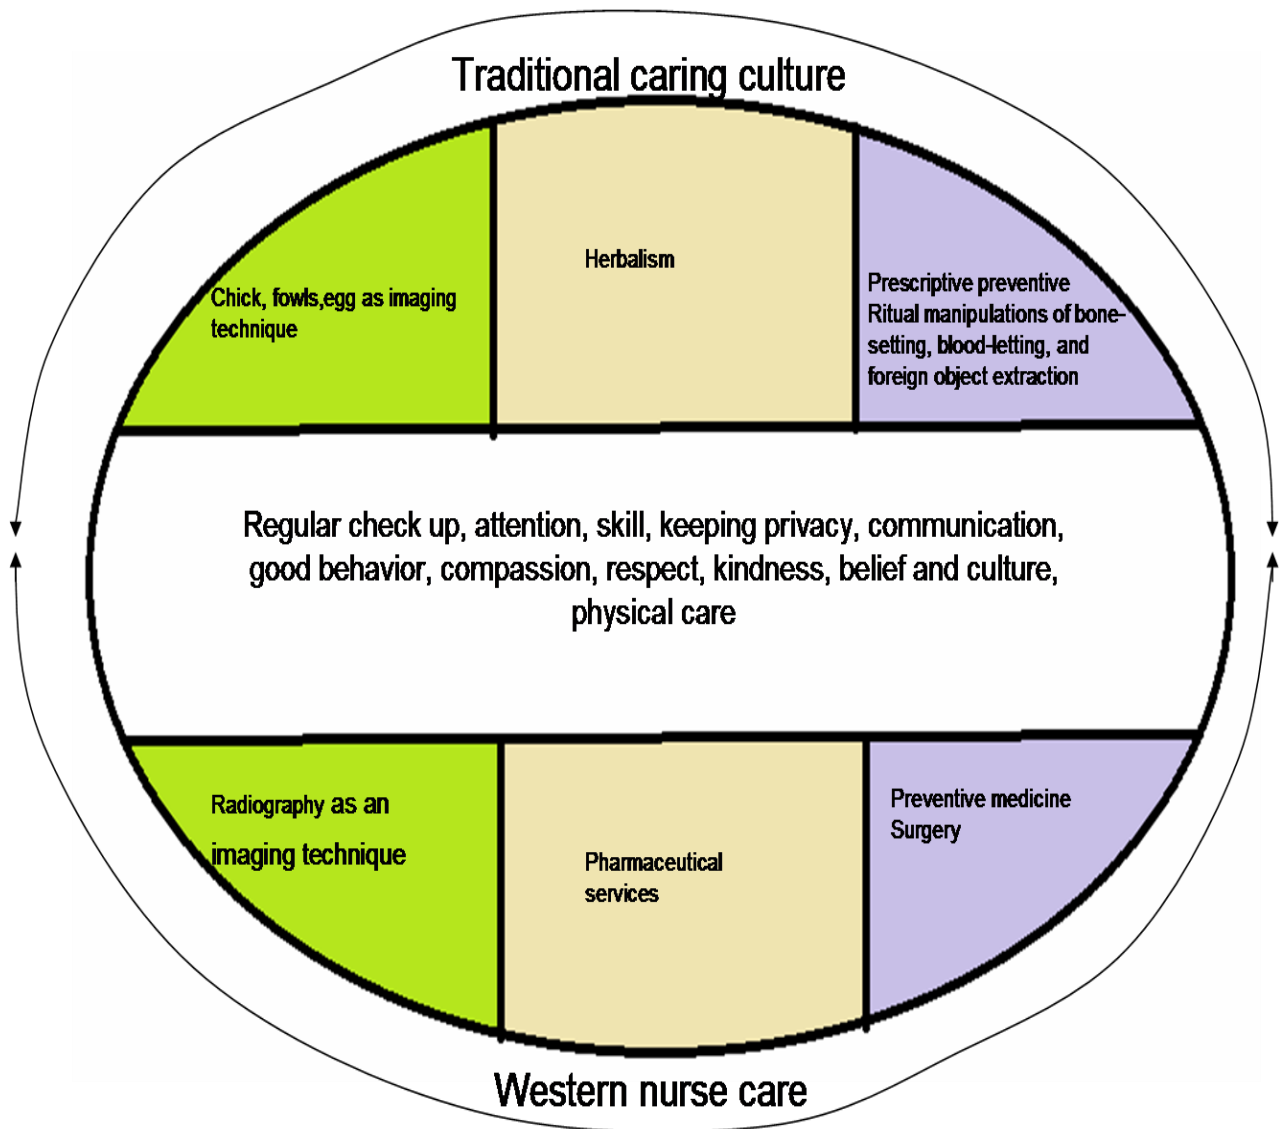 Traditional caring culture
Herbalism
Chick, fowls,egg as imaging
technique
Prescriptive preventive
Ritual manipulations of bone-
setting, blood-letting, and
foreign object extraction
Regular check up, attention, skill, keeping privacy, communication,
good behavior, compassion, respect, kindness, belief and culture,
physical care
Radiography as an
imaging technique
Pharmaceutical
services
Preventive medicine
Surgery
Western nurse care